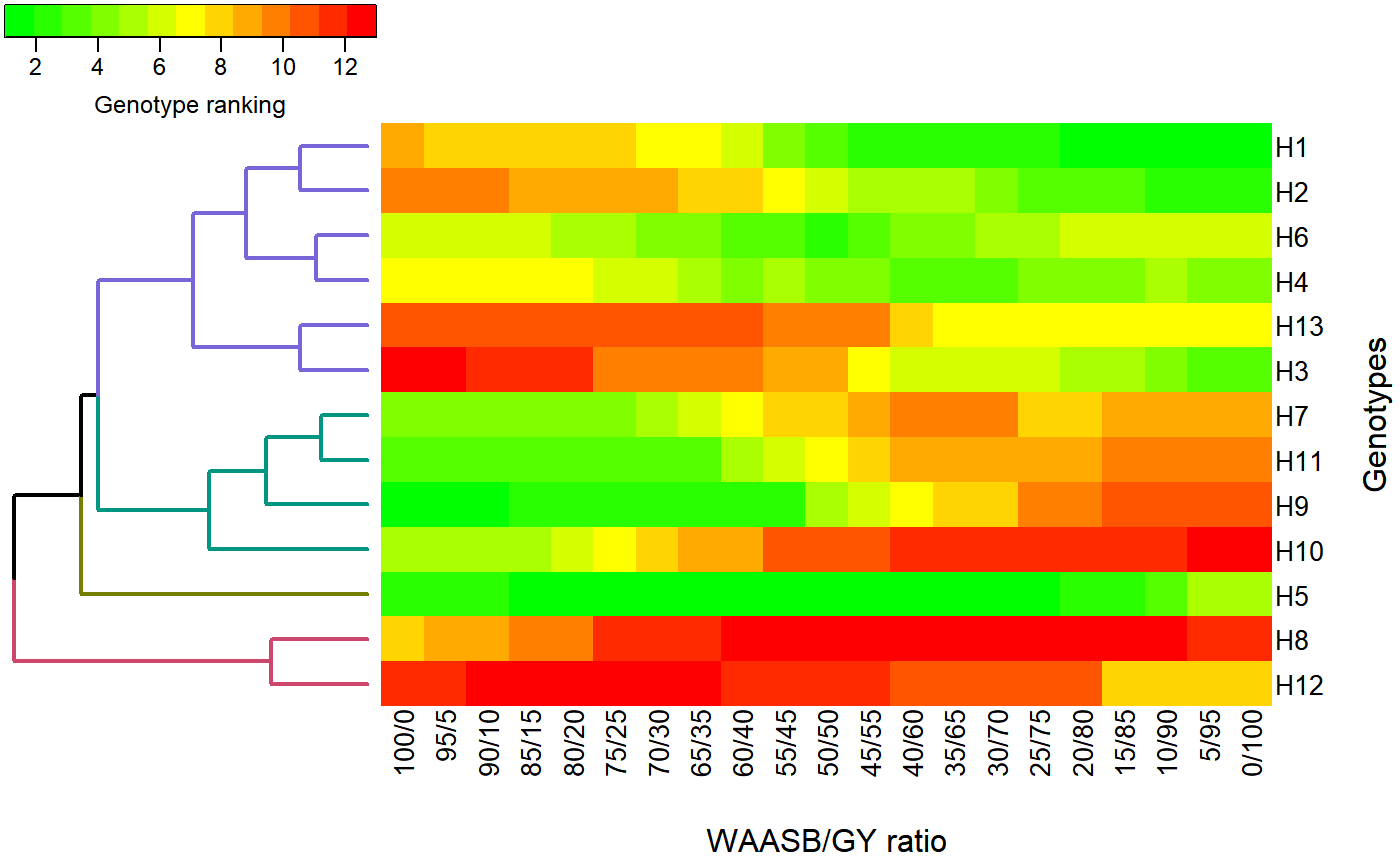 2 4 6 8 10 12
Genotype ranking
H1
H2
H6
H4
H13
H3
H7
H11
H9
H10
H5
H8
H12
Genotypes
100/0 95/5 90/10 85/15 80/20 75/25 70/30 65/35 60/40 55/45 50/50 45/55 40/60 35/65 30/70 25/75 20/80 15/85 10/90 5/95 0/100
WAASB/GY ratio